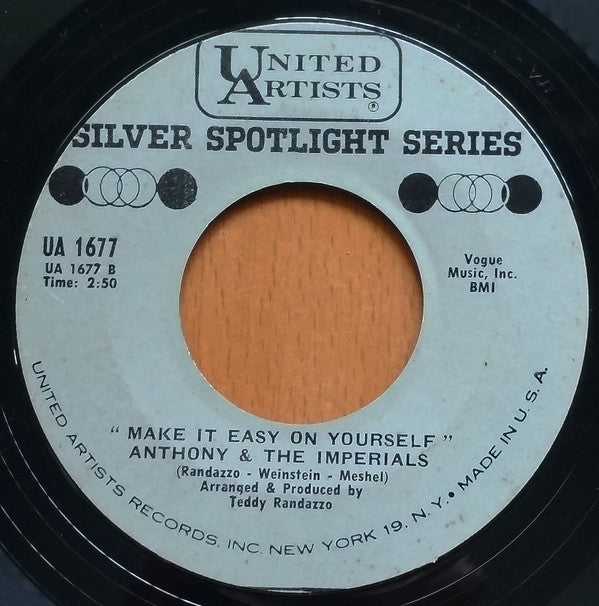 UNITED
ARTISTS ®
SILVER SPOTLIGHT SERIES
UA 1677
UA 1677 B
Time: 2:50
Vogue
Music, Inc.
BMI
" MAKE IT EASY ON YOURSELF "
ANTHONY & THE IMPERIALS
(Randazzo - Weinstein - Meshel)
Arranged & Produced by
Teddy Randazzo
UNITED ARTISTS RECORDS, INC. NEW YORK 19, N. Y. • MADE IN U. S. A.